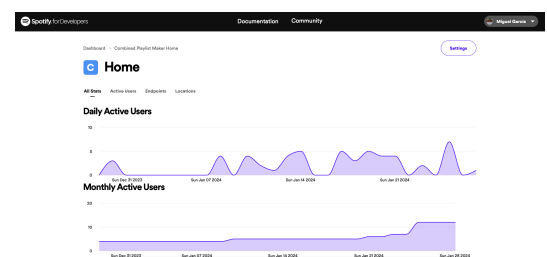 Spotify for Developers
Documentation
Community
Miguel Garcia
Dashboard > Combined Playlist Maker Home
Settings
C Home
All Stats Active Users Endpoints Locations
Daily Active Users
10
5
0
Sun Dec 31 2023 Sun Jan 07 2024 Sun Jan 14 2024 Sun Jan 21 2024
Monthly Active Users
20
10
0
Sun Dec 31 2023 Sun Jan 07 2024 Sun Jan 14 2024 Sun Jan 21 2024 Sun Jan 28 2024